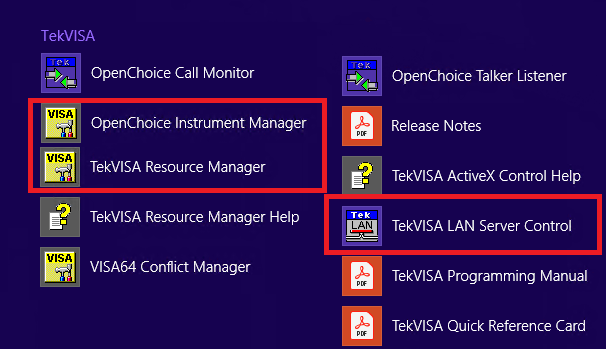 TekVISA
Tek
OpenChoice Call Monitor
VISA
OpenChoice Instrument Manager
VISA
TekVISA Resource Manager
TekVISA Resource Manager Help
VISA
VISA64 Conflict Manager
Tek
OpenChoice Talker Listener
PDF
Release Notes
TekVISA ActiveX Control Help
Tek
LAN
TekVISA LAN Server Control
PDF
TekVISA Programming Manual
PDF
TekVISA Quick Reference Card